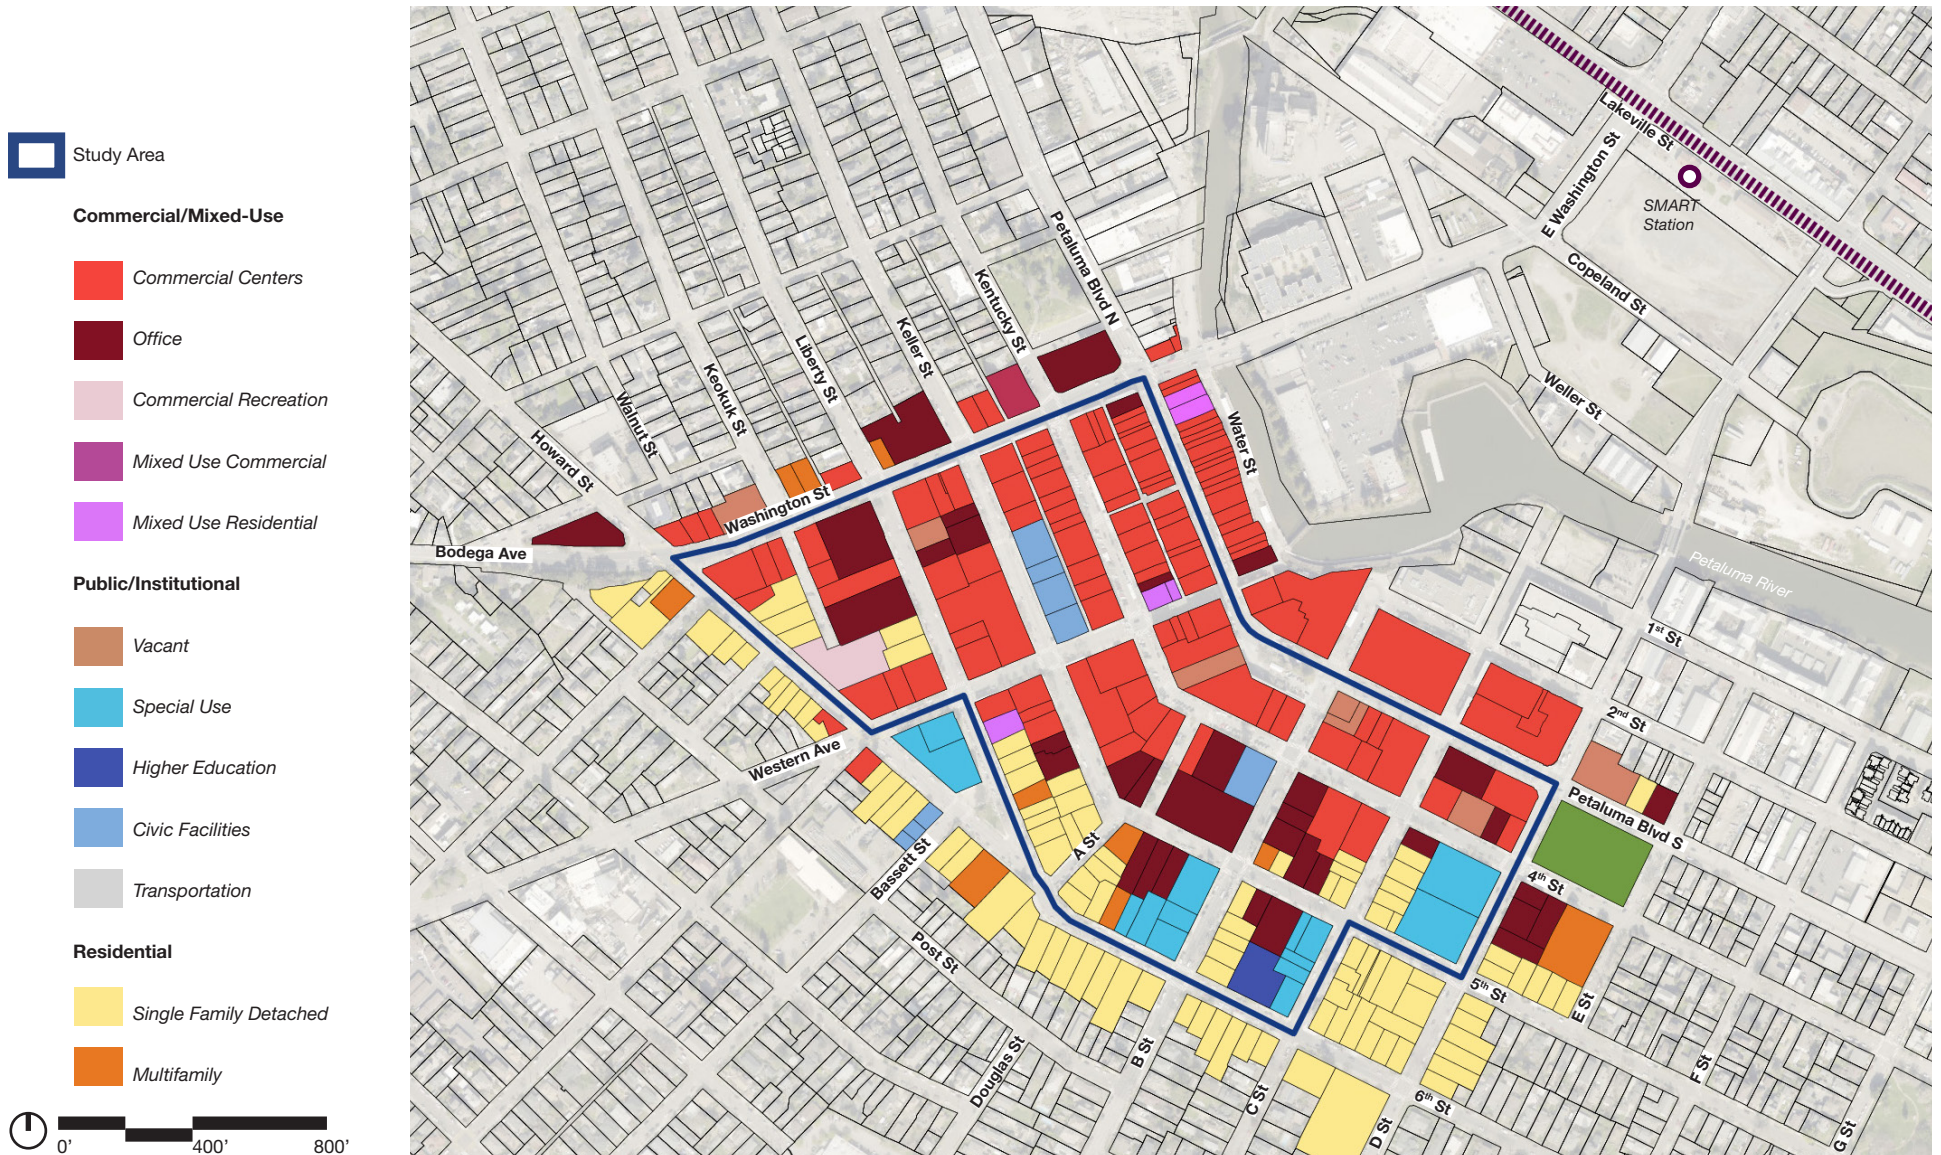 Study Area
Commercial/Mixed-Use
Commercial Centers
Office
Commercial Recreation
Mixed Use Commercial
Mixed Use Residential
Public/Institutional
Vacant
Special Use
Higher Education
Civic Facilities
Transportation
Residential
Single Family Detached
Multifamily
0'
400'
800'
Lakeville St
E Washington St
SMART
Station
Copeland St
Petaluma Blvd N
Kentucky St
Keller St
Liberty St
Keokuk St
Walnut St
Howard St
Weller St
Water St
Washington St
Bodega Ave
Petaluma River
1st St
2nd St
Western Ave
Petaluma Blvd S
A St
4th St
Bassett St
Post St
5th St
E St
Douglas St
B St
C St
6th St
D St
F St
G St